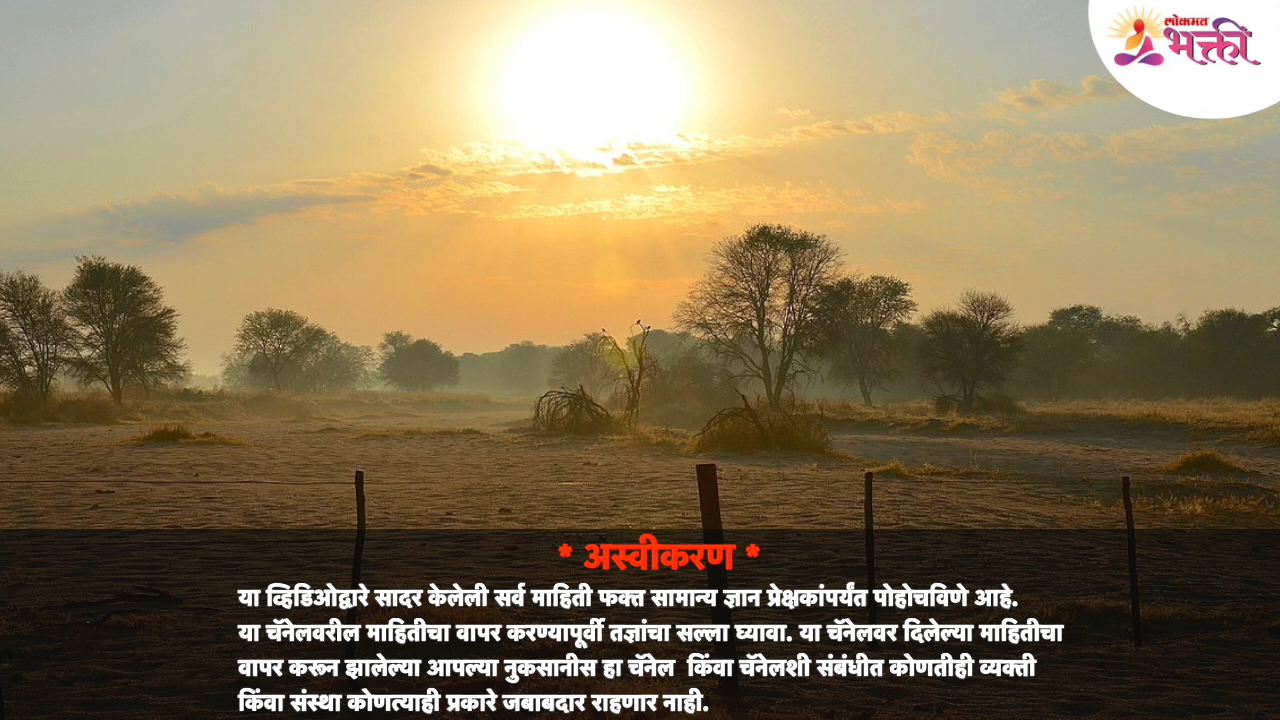 लोकमत
भक्ती
* अस्वीकरण *
या व्हिडिओद्वारे सादर केलेली सर्व माहिती फक्त सामान्य ज्ञान प्रेक्षकांपर्यंत पोहोचविणे आहे.
या चॅनेलवरील माहितीचा वापर करण्यापूर्वी तज्ञांचा सल्ला घ्यावा. या चॅनेलवर दिलेल्या माहितीचा
वापर करून झालेल्या आपल्या नुकसानीस हा चॅनेल किंवा चॅनेलशी संबंधीत कोणतीही व्यक्ती
किंवा संस्था कोणत्याही प्रकारे जबाबदार राहणार नाही.